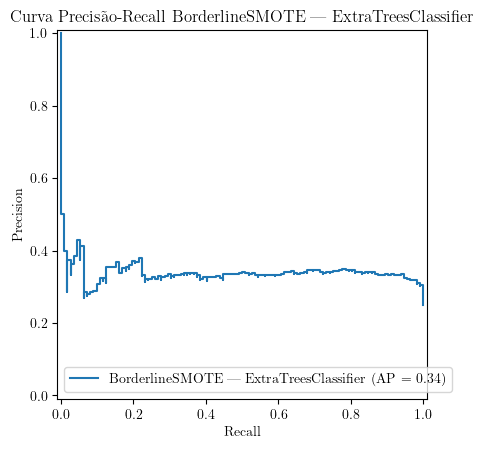 Curva Precisão-Recall BorderlineSMOTE — ExtraTreesClassifier
1.0
0.8
0.6
0.4
0.2
0.0
Precision
BorderlineSMOTE — ExtraTreesClassifier (AP = 0.34)
0.0 0.2 0.4 0.6 0.8 1.0
Recall